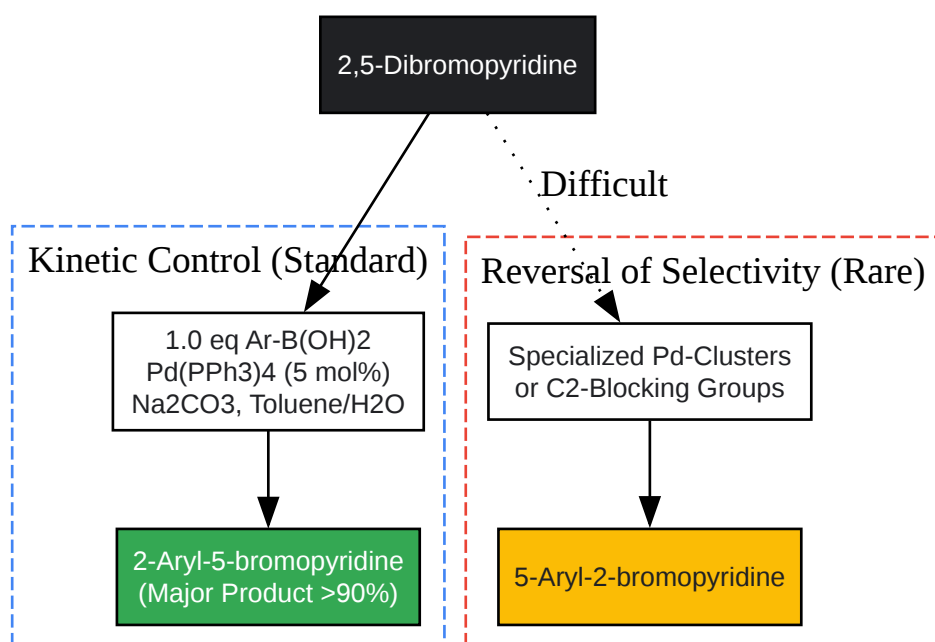 2,5-Dibromopyridine
Difficult
Kinetic Control (Standard)
1.0 eq Ar-B(OH)2
Pd(PPh3)4 (5 mol%)
Na2CO3, Toluene/H2O
2-Aryl-5-bromopyridine
(Major Product >90%)
Reversal of Selectivity (Rare)
Specialized Pd-Clusters
or C2-Blocking Groups
5-Aryl-2-bromopyridine